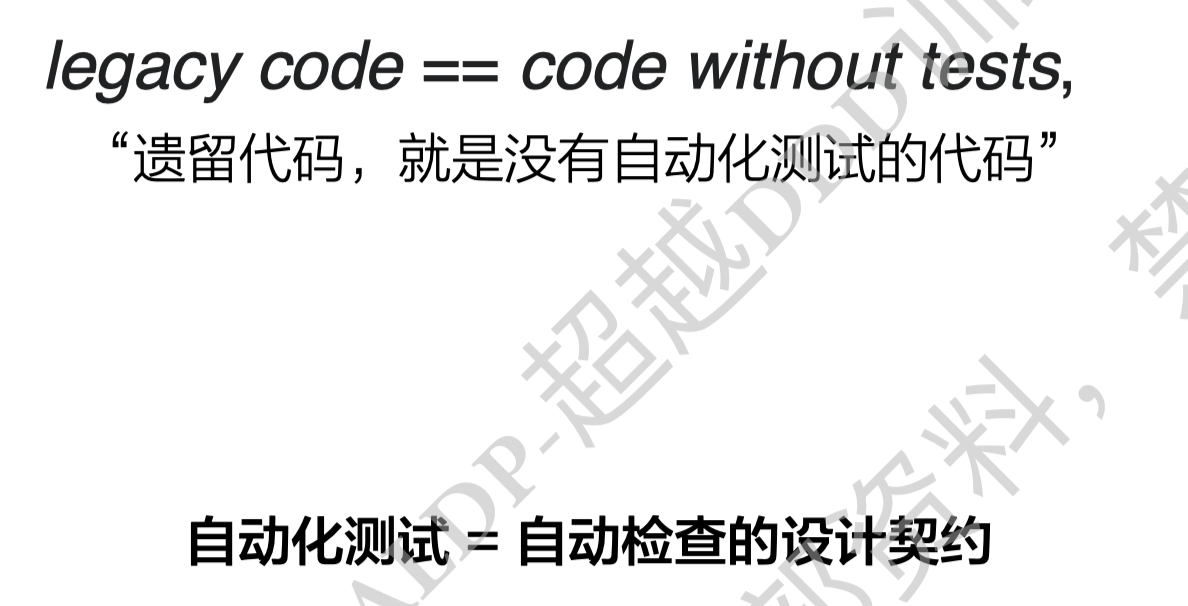 legacy code == code without tests,
“遗留代码，就是没有自动化测试的代码”
ALDP-超越DDD训
禁
部资料，
自动化测试 = 自动检查的设计契约